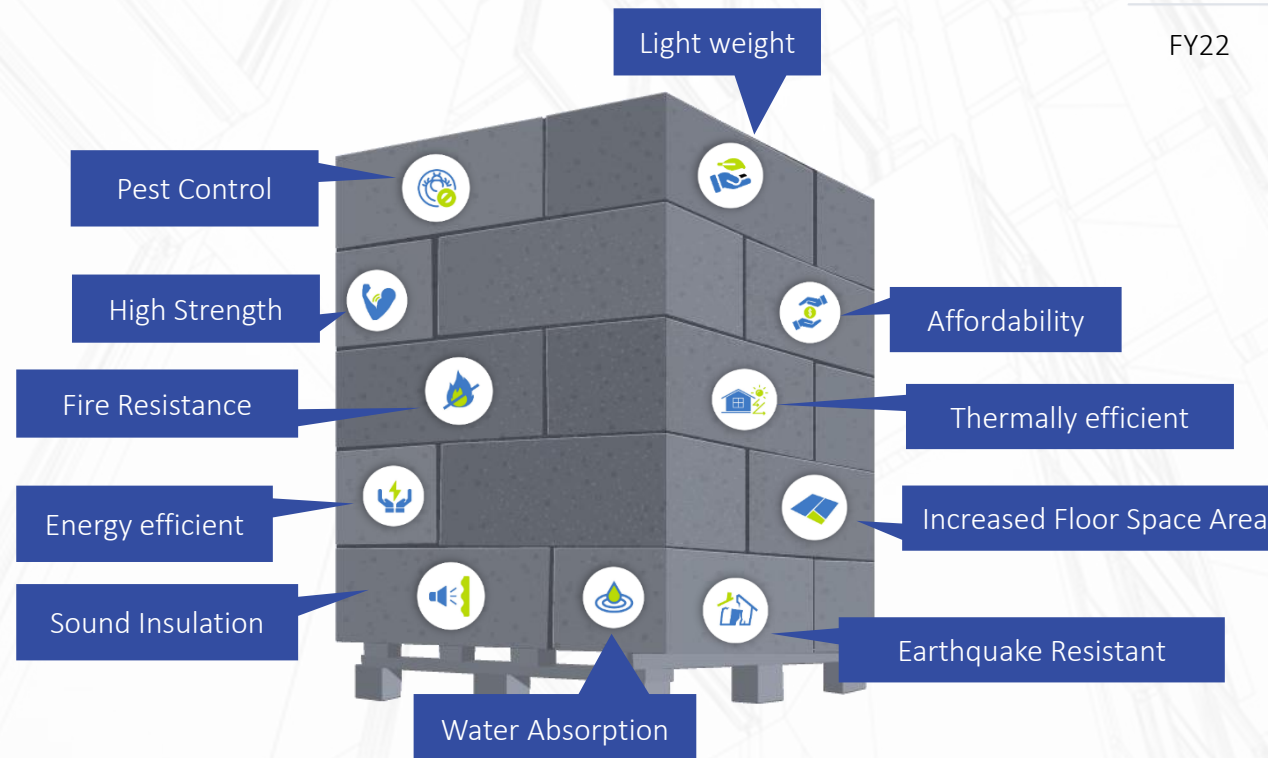 Light weight
FY22
Pest Control
High Strength
Affordability
Fire Resistance
Thermally efficient
Energy efficient
Increased Floor Space Area
Sound Insulation
Earthquake Resistant
Water Absorption